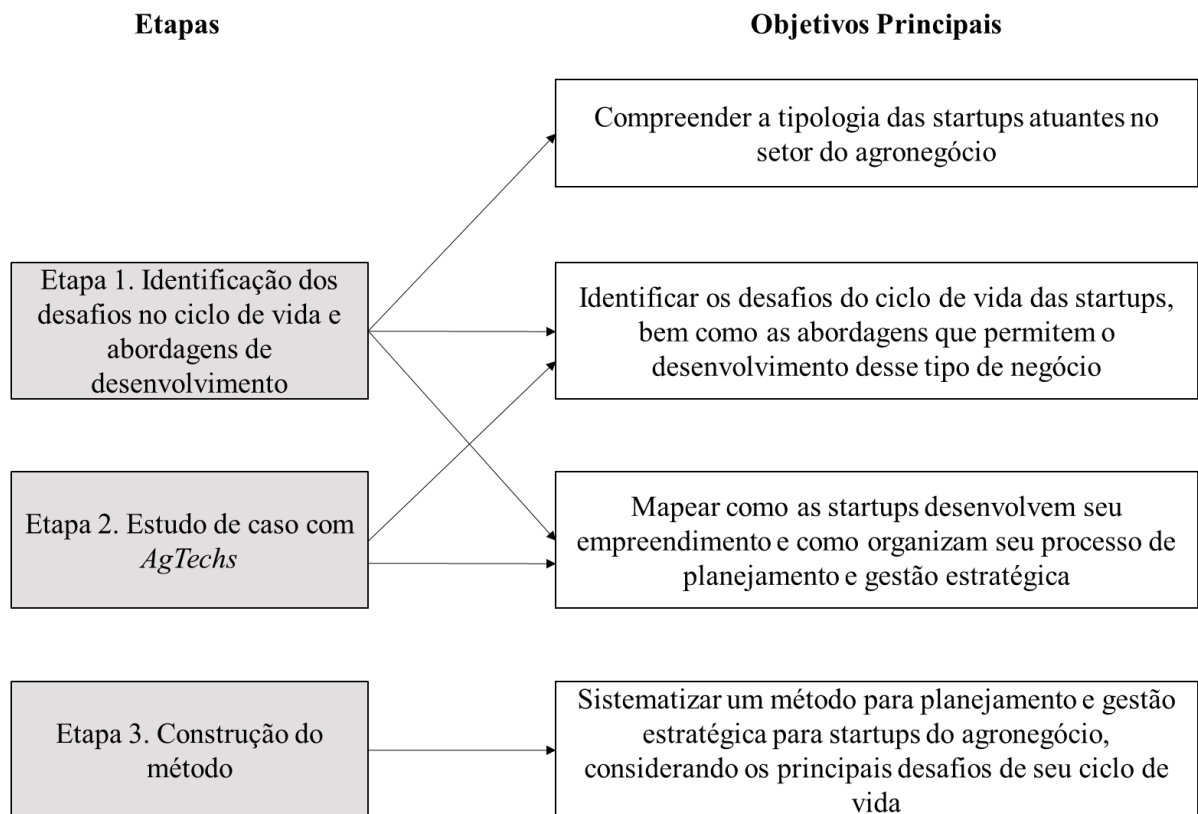 Etapas
Objetivos Principais
Compreender a tipologia das startups atuantes no
setor do agronegócio
Etapa 1. Identificação dos
desafios no ciclo de vida e
abordagens de
desenvolvimento
Identificar os desafios do ciclo de vida das startups,
bem como as abordagens que permitem o
desenvolvimento desse tipo de negócio
Etapa 2. Estudo de caso com
AgTechs
Mapear como as startups desenvolvem seu
empreendimento e como organizam seu processo de
planejamento e gestão estratégica
Etapa 3. Construção do
método
Sistematizar um método para planejamento e gestão
estratégica para startups do agronegócio,
considerando os principais desafios de seu ciclo de
vida